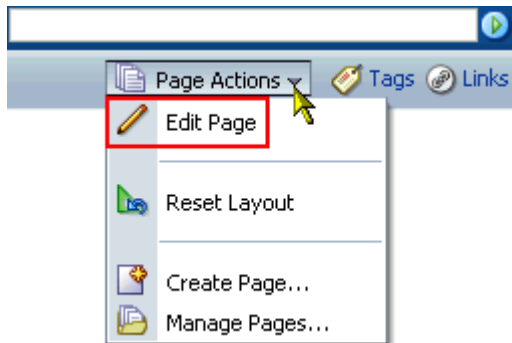 Page Actions Tags Links
Edit Page
Reset Layout
Create Page...
Manage Pages...